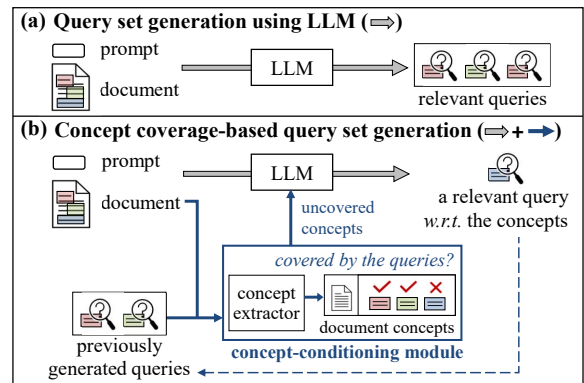 (a) Query set generation using LLM (⇨)
prompt
document
LLM
relevant queries
(b) Concept coverage-based query set generation (⇨ + →)
prompt
document
LLM
a relevant query
w.r.t. the concepts
uncovered
concepts
covered by the queries?
concept
extractor
document concepts
concept-conditioning module
previously
generated queries